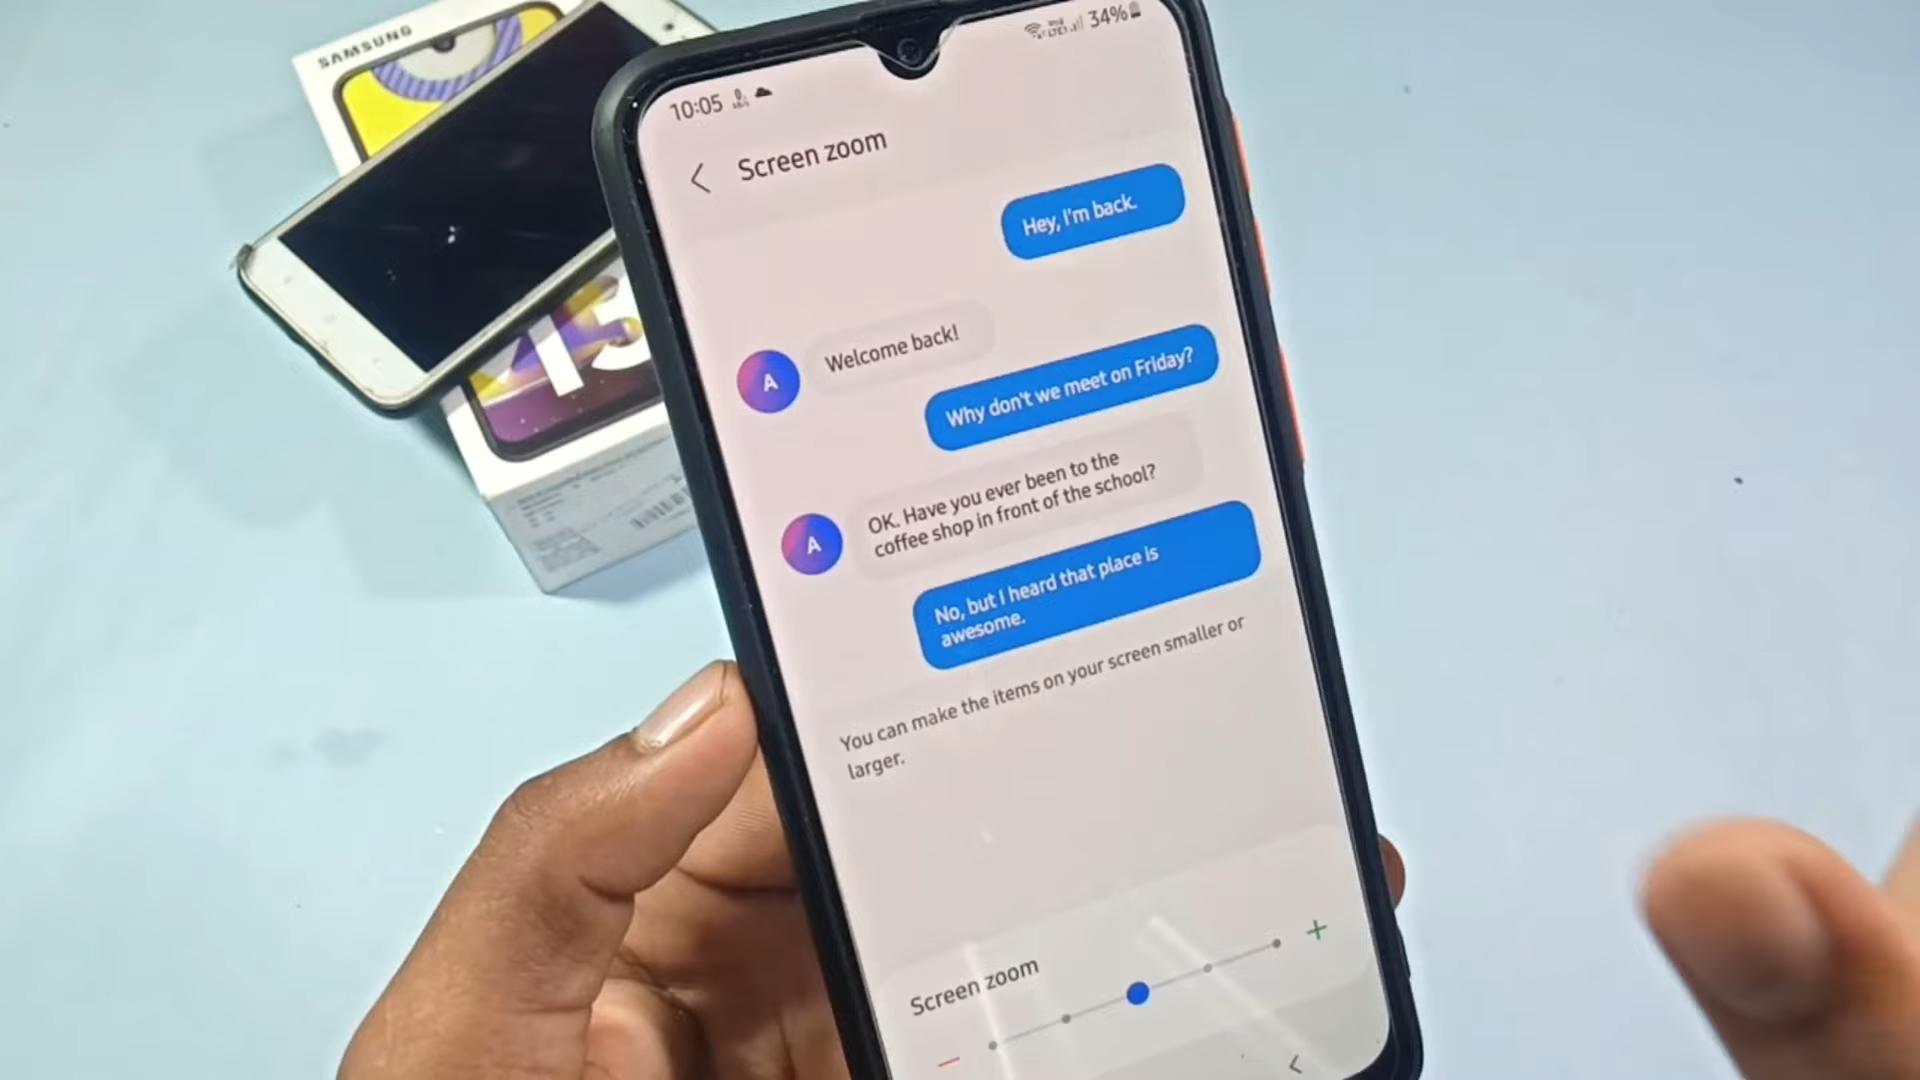 SAMSUNG
10:05
34%
Screen zoom
Hey, I'm back.
A
Welcome back!
Why don't we meet on Friday?
A
OK. Have you ever been to the
coffee shop in front of the school?
No, but I heard that place is
awesome.
You can make the items on your screen smaller or
larger.
Screen zoom